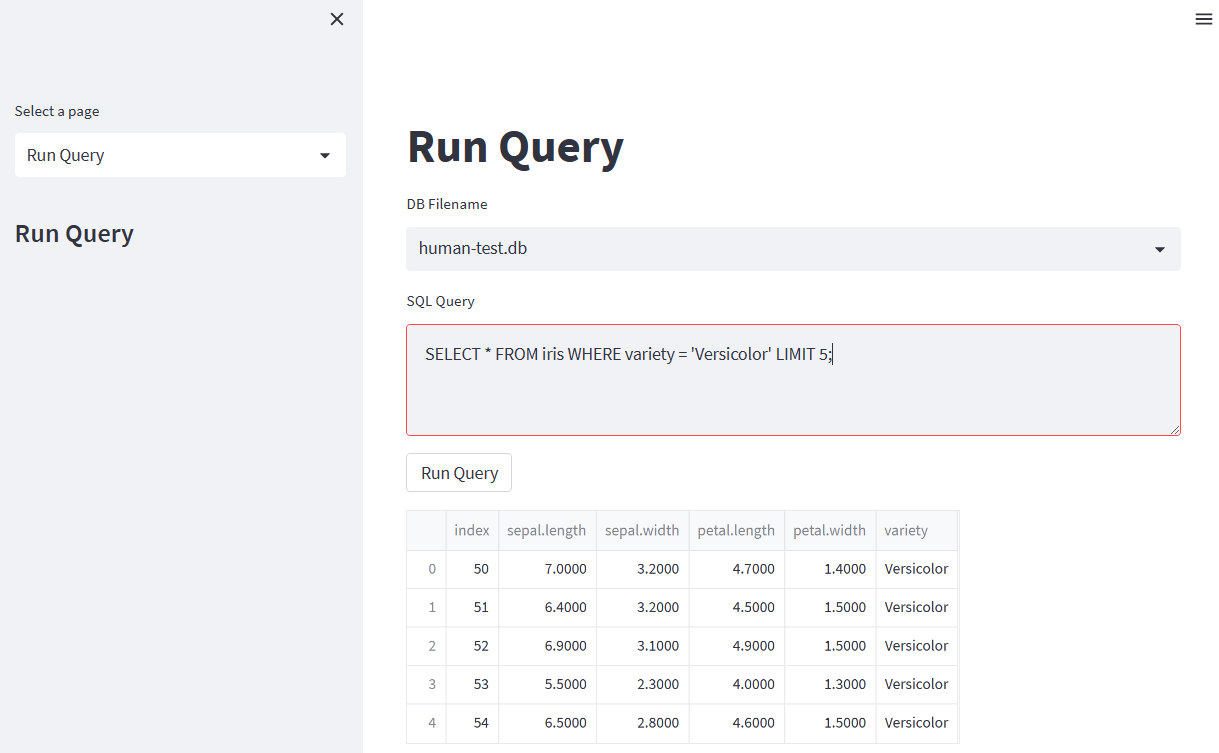 Select a page
Run Query
Run Query
Run Query
DB Filename
human-test.db
SQL Query
SELECT * FROM iris WHERE variety = 'Versicolor' LIMIT 5;
Run Query
index sepal.length sepal.width petal.length petal.width variety
0 50 7.0000 3.2000 4.7000 1.4000 Versicolor
1 51 6.4000 3.2000 4.5000 1.5000 Versicolor
2 52 6.9000 3.1000 4.9000 1.5000 Versicolor
3 53 5.5000 2.3000 4.0000 1.3000 Versicolor
4 54 6.5000 2.8000 4.6000 1.5000 Versicolor